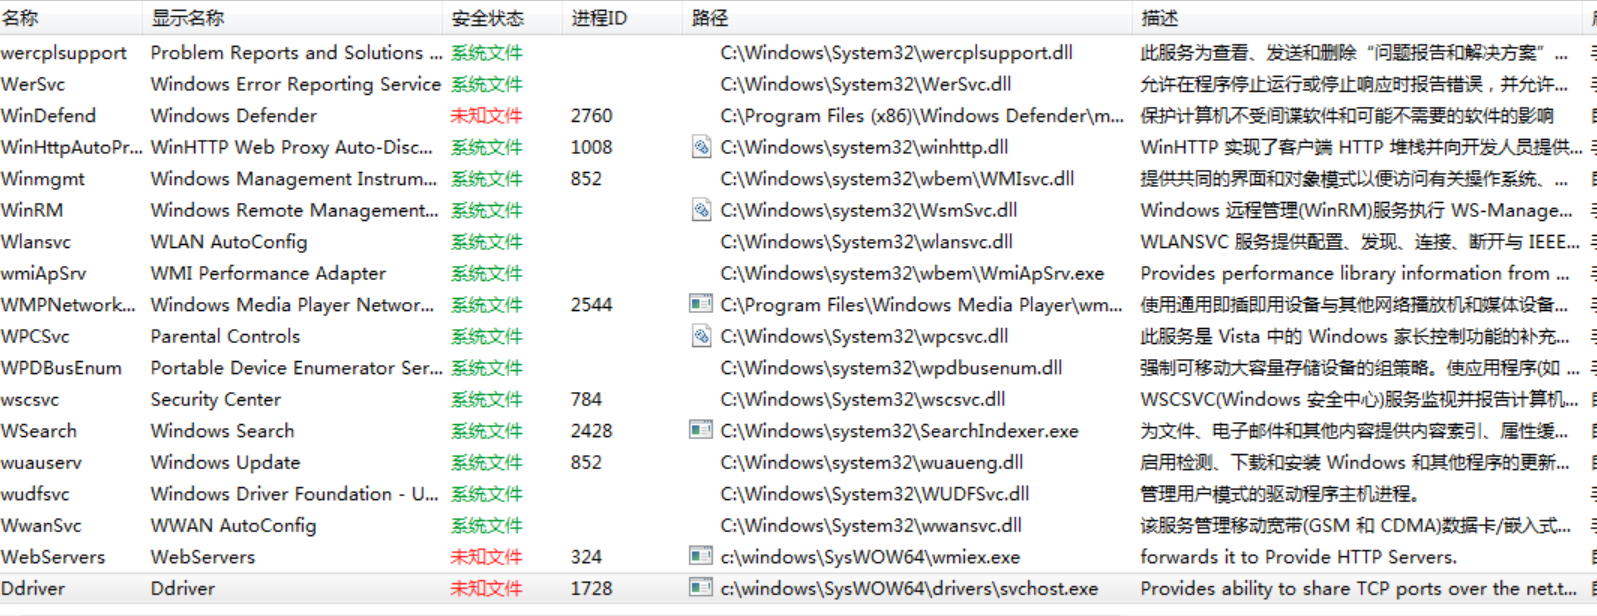 名称 显示名称 安全状态 进程ID 路径 描述
wercplsupport Problem Reports and Solutions ... 系统文件 C:\Windows\System32\wercplsupport.dll 此服务为查看、发送和删除“问题报告和解决方案”...
WerSvc Windows Error Reporting Service 系统文件 C:\Windows\System32\WerSvc.dll 允许在程序停止运行或停止响应时报告错误，并允许...
WinDefend Windows Defender 未知文件 2760 C:\Program Files (x86)\Windows Defender\m... 保护计算机不受间谍软件和可能不需要的软件的影响
WinHttpAutoPr... WinHTTP Web Proxy Auto-Disc... 系统文件 1008 C:\Windows\system32\winhttp.dll WinHTTP 实现了客户端 HTTP 堆栈并向开发人员提供...
Winmgmt Windows Management Instrum... 系统文件 852 C:\Windows\system32\wbem\WMIsvc.dll 提供共同的界面和对象模式以便访问有关操作系统、...
WinRM Windows Remote Management... 系统文件 C:\Windows\system32\WsmSvc.dll Windows 远程管理(WinRM)服务执行 WS-Manage...
Wlansvc WLAN AutoConfig 系统文件 C:\Windows\System32\wlansvc.dll WLANSVC 服务提供配置、发现、连接、断开与 IEEE...
wmiApSrv WMI Performance Adapter 系统文件 C:\Windows\system32\wbem\WmiApSrv.exe Provides performance library information from ...
WMPNetwork... Windows Media Player Networ... 系统文件 2544 C:\Program Files\Windows Media Player\wm... 使用通用即插即用设备与其他网络播放机和媒体设备...
WPCSvc Parental Controls 系统文件 C:\Windows\System32\wpcsvc.dll 此服务是 Vista 中的 Windows 家长控制功能的补充...
WPDBusEnum Portable Device Enumerator Ser... 系统文件 C:\Windows\system32\wpdbusenum.dll 强制可移动大容量存储设备的组策略。使应用程序(如 ...
wscsvc Security Center 系统文件 784 C:\Windows\System32\wscsvc.dll WSCSVC(Windows 安全中心)服务监视并报告计算机...
WSearch Windows Search 系统文件 2428 C:\Windows\system32\SearchIndexer.exe 为文件、电子邮件和其他内容提供内容索引、属性缓...
wuauserv Windows Update 系统文件 852 C:\Windows\system32\wuaueng.dll 启用检测、下载和安装 Windows 和其他程序的更新...
wudfsvc Windows Driver Foundation - U... 系统文件 C:\Windows\System32\WUDFSvc.dll 管理用户模式的驱动程序主机进程。
WwanSvc WWAN AutoConfig 系统文件 C:\Windows\System32\wwansvc.dll 该服务管理移动宽带(GSM 和 CDMA)数据卡/嵌入式...
WebServers WebServers 未知文件 324 c:\windows\SysWOW64\wmiex.exe forwards it to Provide HTTP Servers.
Ddriver Ddriver 未知文件 1728 c:\windows\SysWOW64\drivers\svchost.exe Provides ability to share TCP ports over the net.t...